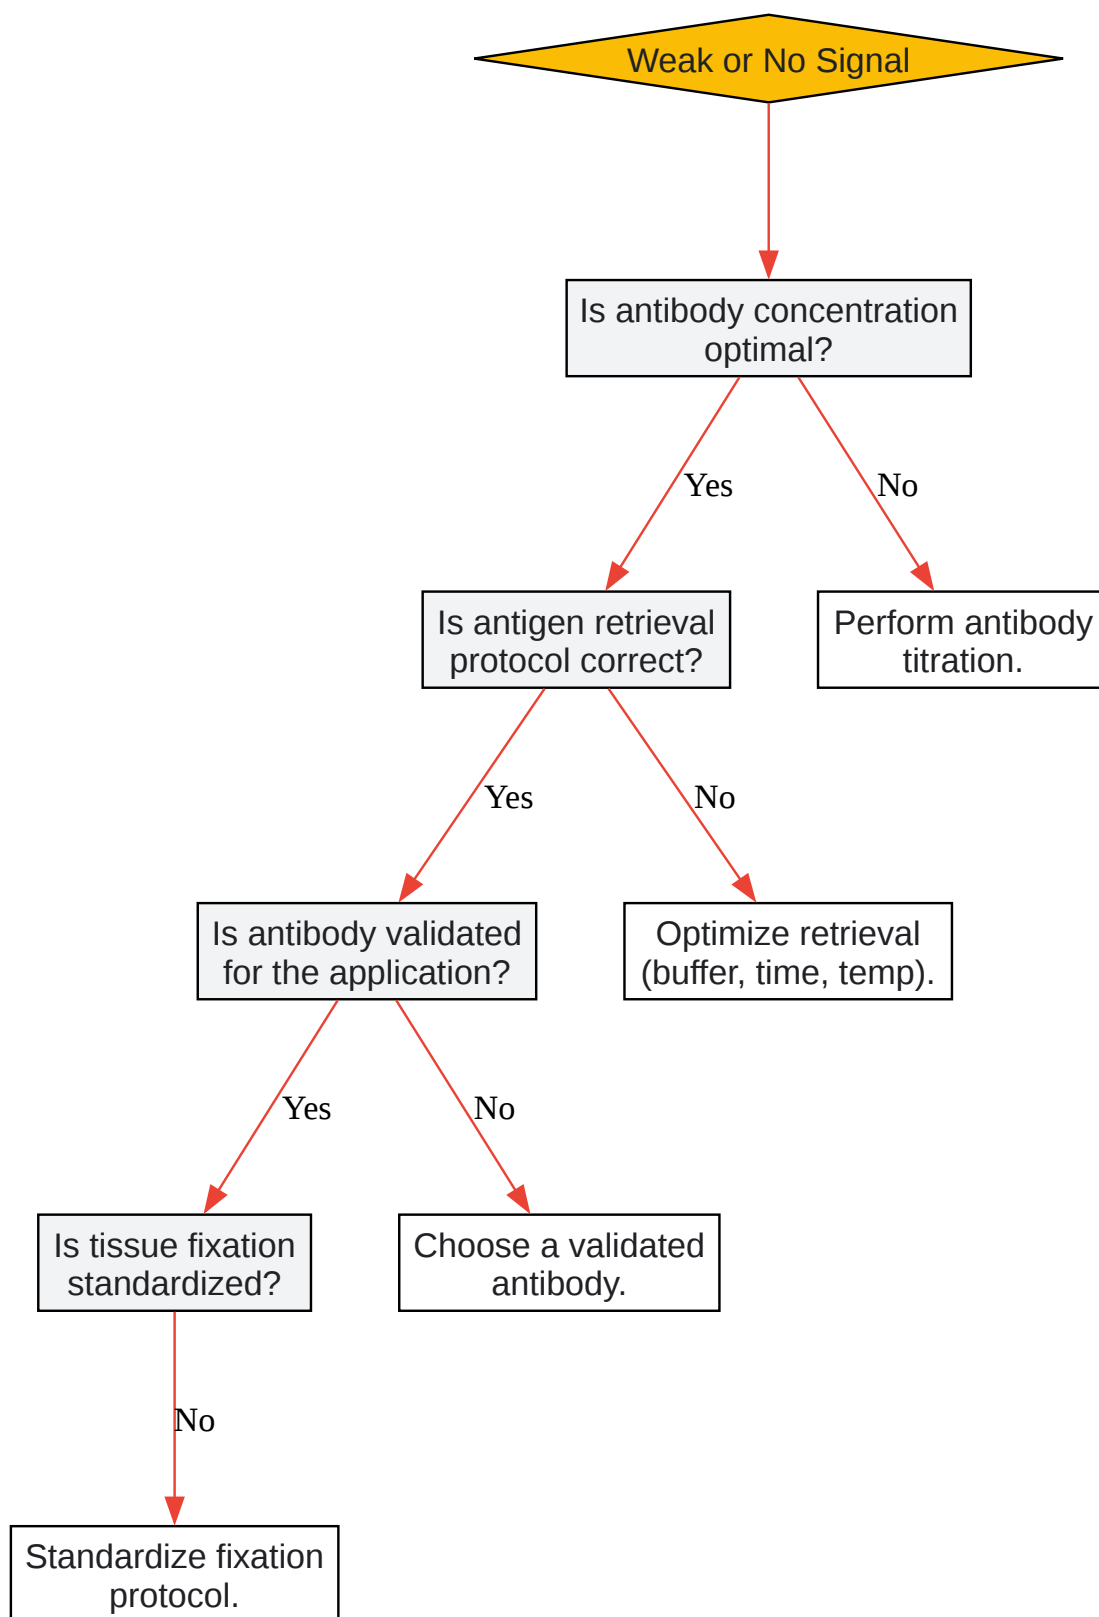 Weak or No Signal
Is antibody concentration
optimal?
Yes
No
Is antigen retrieval
protocol correct?
Perform antibody
titration.
Yes
No
Is antibody validated
for the application?
Optimize retrieval
(buffer, time, temp).
Yes
No
Is tissue fixation
standardized?
Choose a validated
antibody.
No
Standardize fixation
protocol.